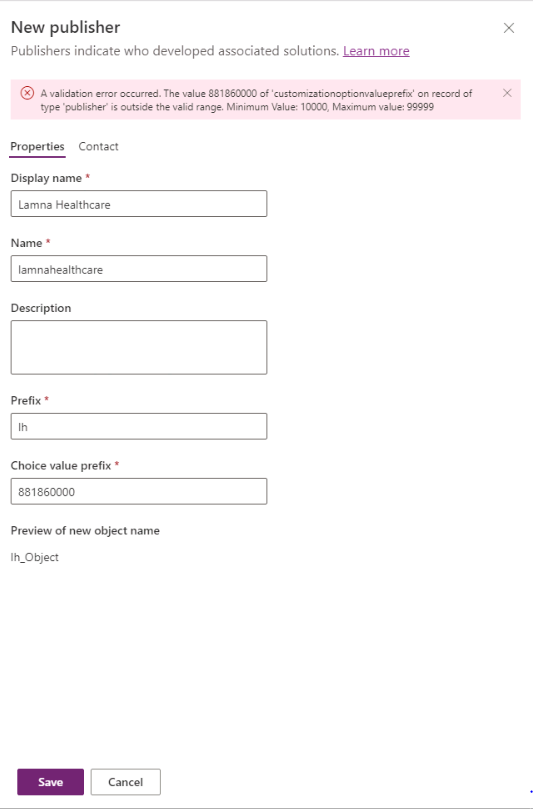 New publisher
Publishers indicate who developed associated solutions. Learn more
A validation error occurred. The value 881860000 of 'customizationoptionvalueprefix' on record of
type 'publisher' is outside the valid range. Minimum Value: 10000, Maximum value: 99999
Properties Contact
Display name *
Lamna Healthcare
Name *
lamnahealthcare
Description
Prefix *
lh
Choice value prefix *
881860000
Preview of new object name
lh_Object
Save Cancel